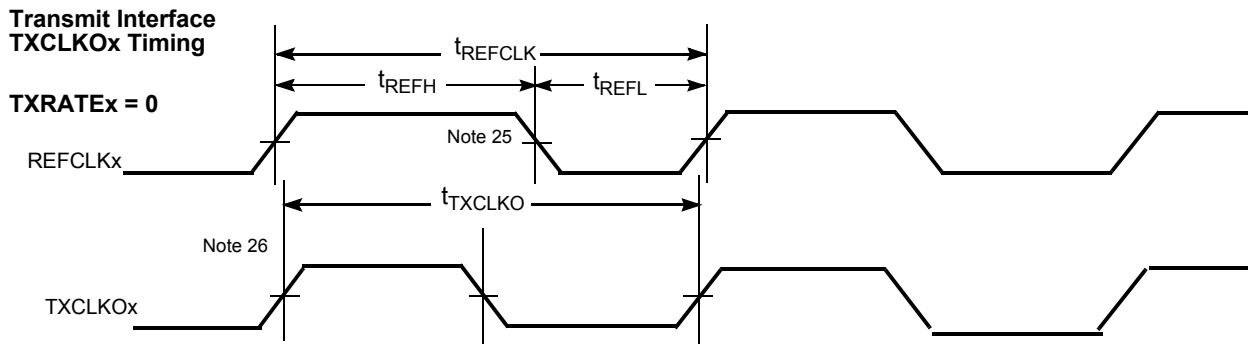 Transmit Interface
TXCLKOx Timing
tREFCLK
tREFH
tREFL
TXRATEx = 0
Note 25
REFCLKx
tTXCLKO
Note 26
TXCLKOx